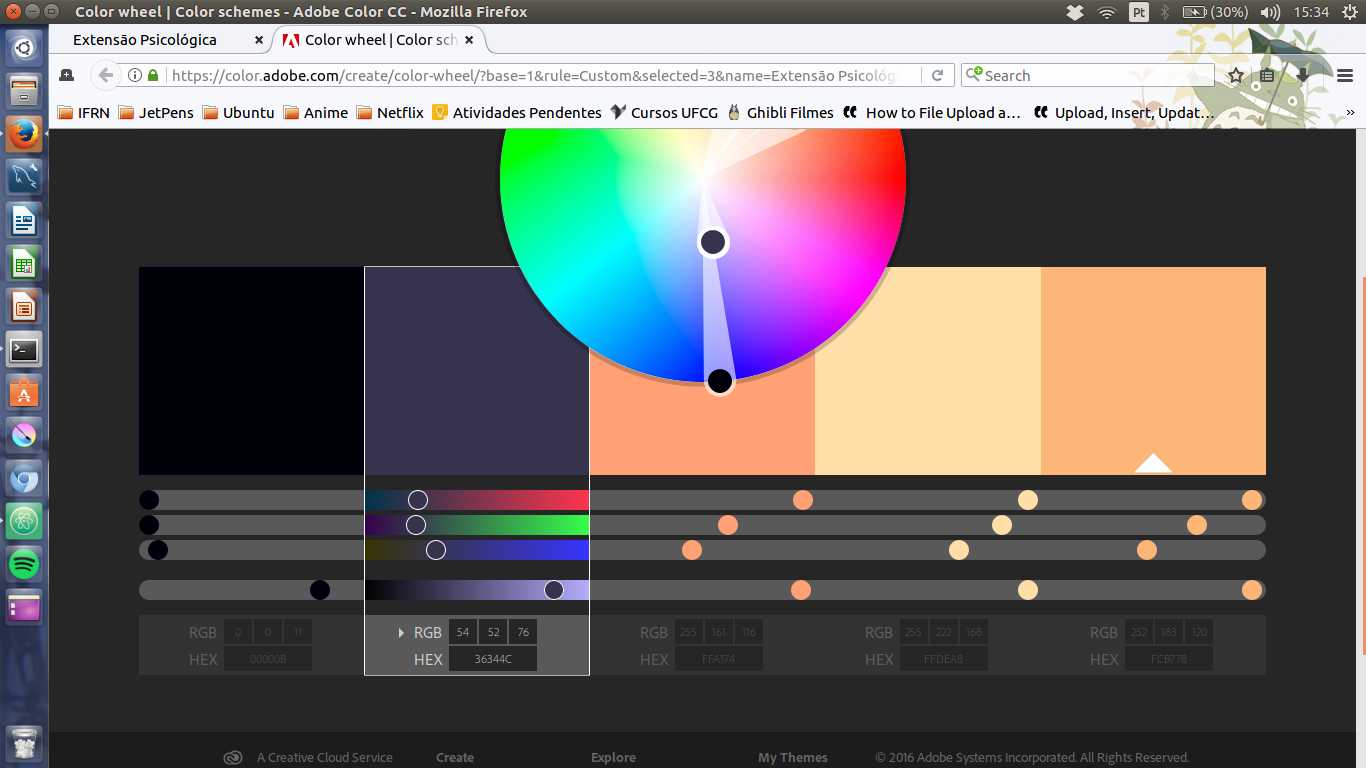 Color wheel | Color schemes - Adobe Color CC - Mozilla Firefox
Pt (30%) 15:34
Extensão Psicológica Color wheel | Color sch
https://color.adobe.com/create/color-wheel/?base=1&rule=Custom&selected=3&name=Extensão Psicológ Search
IFRN JetPens Ubuntu Anime Netflix Atividades Pendentes Cursos UFCG Ghibli Filmes How to File Upload a... Upload, Insert, Updat... »
RGB 0 0 11 RGB 54 52 76 RGB 255 161 116 RGB 255 222 168 RGB 252 183 120
HEX 00000B HEX 36344C HEX FFA174 HEX FFDEA8 HEX FCB778
A Creative Cloud Service Create Explore My Themes © 2016 Adobe Systems Incorporated. All Rights Reserved.